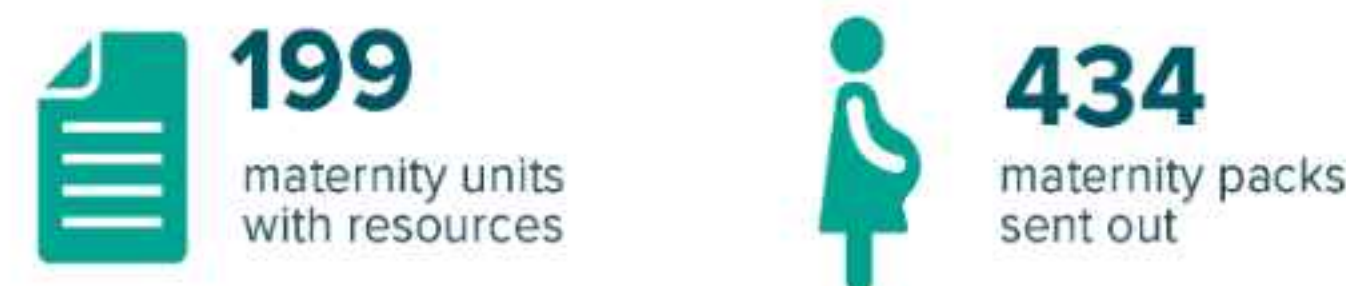 199
maternity units
with resources
434
maternity packs
sent out